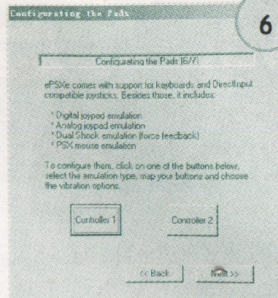 Configurating the Pads
6
Configurating the Pads (6/7)
ePSXe comes with support for keyboards and DirectInput
compatible joysticks. Besides those, it includes:
* Digital joypad emulation
* Analog joypad emulation
* Dual Shock emulation (force feedback)
* PSX mouse emulation
To configure them, click on one of the buttons below,
select the emulation type, map your buttons and choose
the vibration options.
Controller 1
Controller 2
<< Back
Next >>